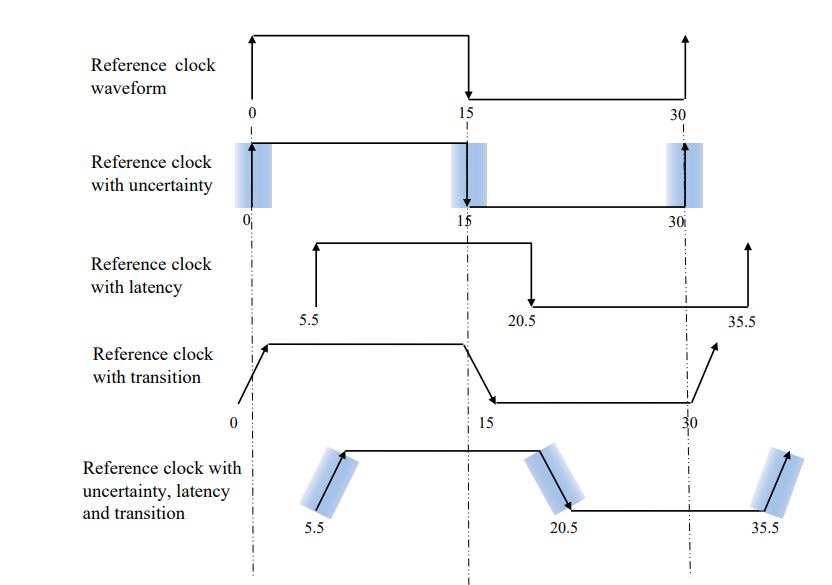 Reference clock
waveform
0
15
30
Reference clock
with uncertainty
0
15
30
Reference clock
with latency
5.5
20.5
35.5
Reference clock
with transition
0
15
30
Reference clock with
uncertainty, latency
and transition
5.5
20.5
35.5